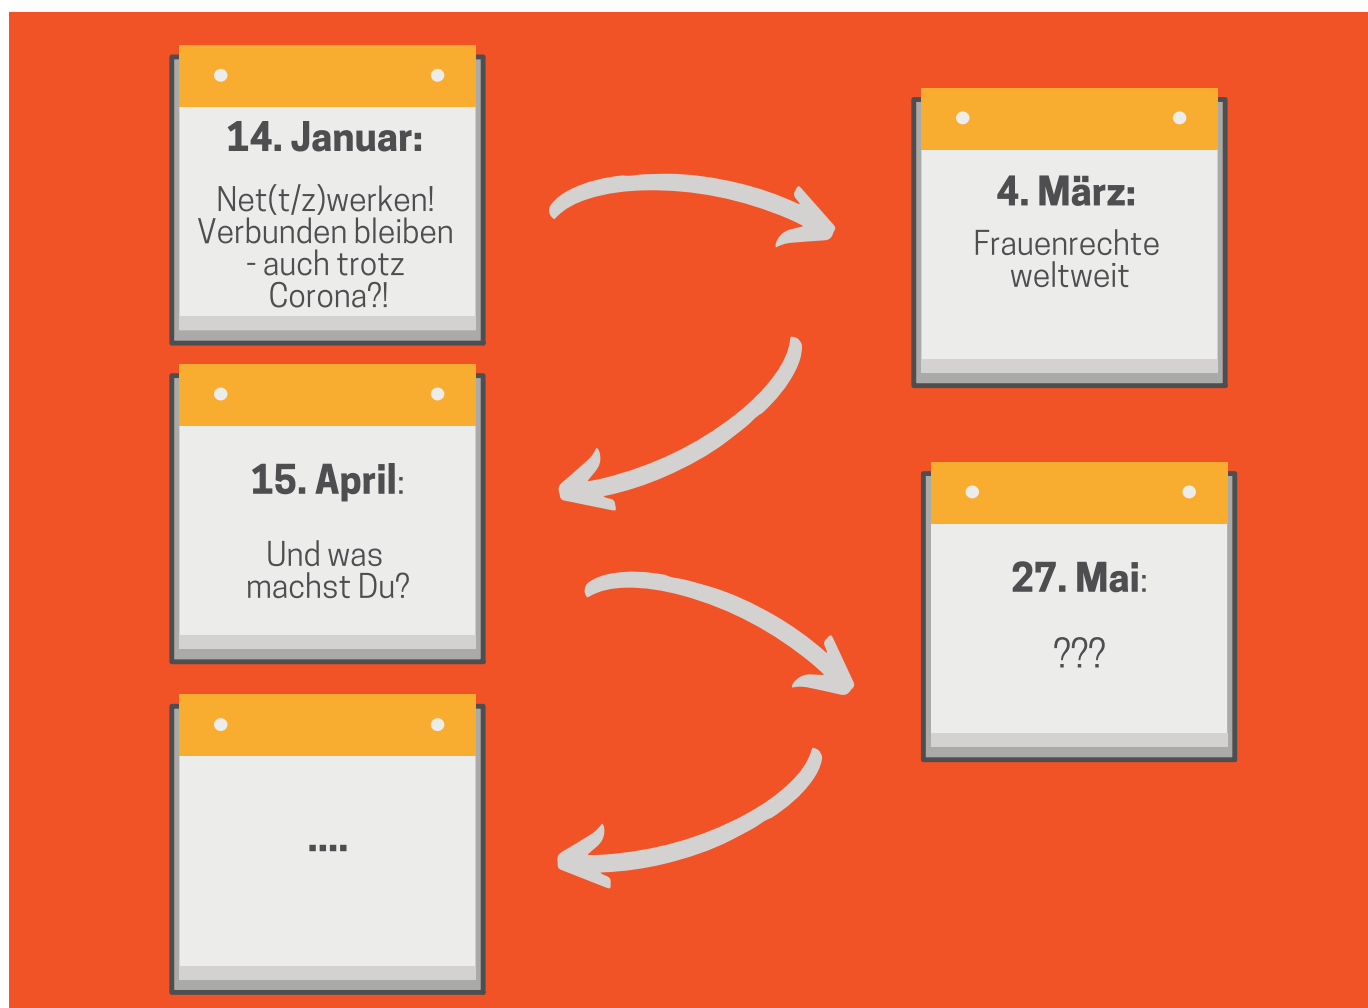 14. Januar:
Net(t/z)werken!
Verbunden bleiben
- auch trotz
Corona?!
4. März:
Frauenrechte
weltweit
15. April:
Und was
machst Du?
27. Mai:
???
....